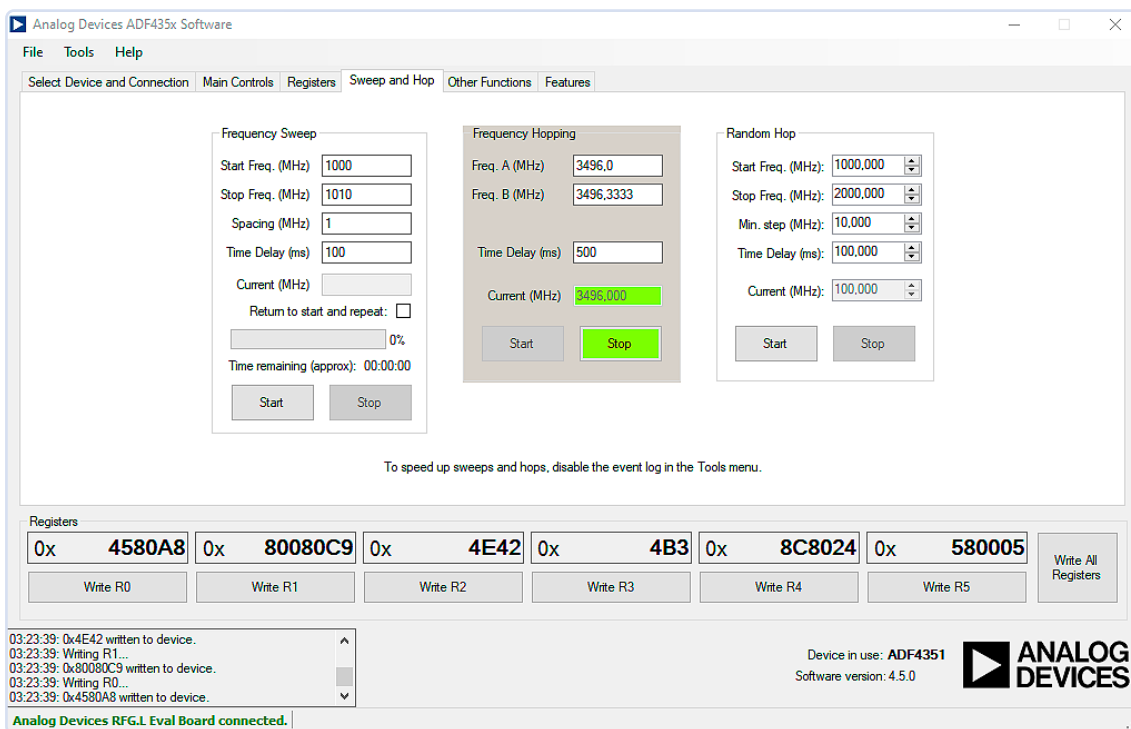 Analog Devices ADF435x Software
File Tools Help
Select Device and Connection Main Controls Registers Sweep and Hop Other Functions Features
Frequency Sweep
Start Freq. (MHz) 1000
Stop Freq. (MHz) 1010
Spacing (MHz) 1
Time Delay (ms) 100
Current (MHz)
Return to start and repeat:
0%
Time remaining (approx): 00:00:00
Start Stop
Frequency Hopping
Freq. A (MHz) 3496,0
Freq. B (MHz) 3496,3333
Time Delay (ms) 500
Current (MHz) 3496,000
Start Stop
Random Hop
Start Freq. (MHz): 1000,000
Stop Freq. (MHz): 2000,000
Min. step (MHz): 10,000
Time Delay (ms): 100,000
Current (MHz): 100,000
Start Stop
To speed up sweeps and hops, disable the event log in the Tools menu.
Registers
0x 4580A8 0x 80080C9 0x 4E42 0x 4B3 0x 8C8024 0x 580005
Write R0 Write R1 Write R2 Write R3 Write R4 Write R5
Write All
Registers
03:23:39: 0x4E42 written to device.
03:23:39: Writing R1...
03:23:39: 0x80080C9 written to device.
03:23:39: Writing R0...
03:23:39: 0x4580A8 written to device.
Device in use: ADF4351
Software version: 4.5.0
ANALOG
DEVICES
Analog Devices RFG.L Eval Board connected.